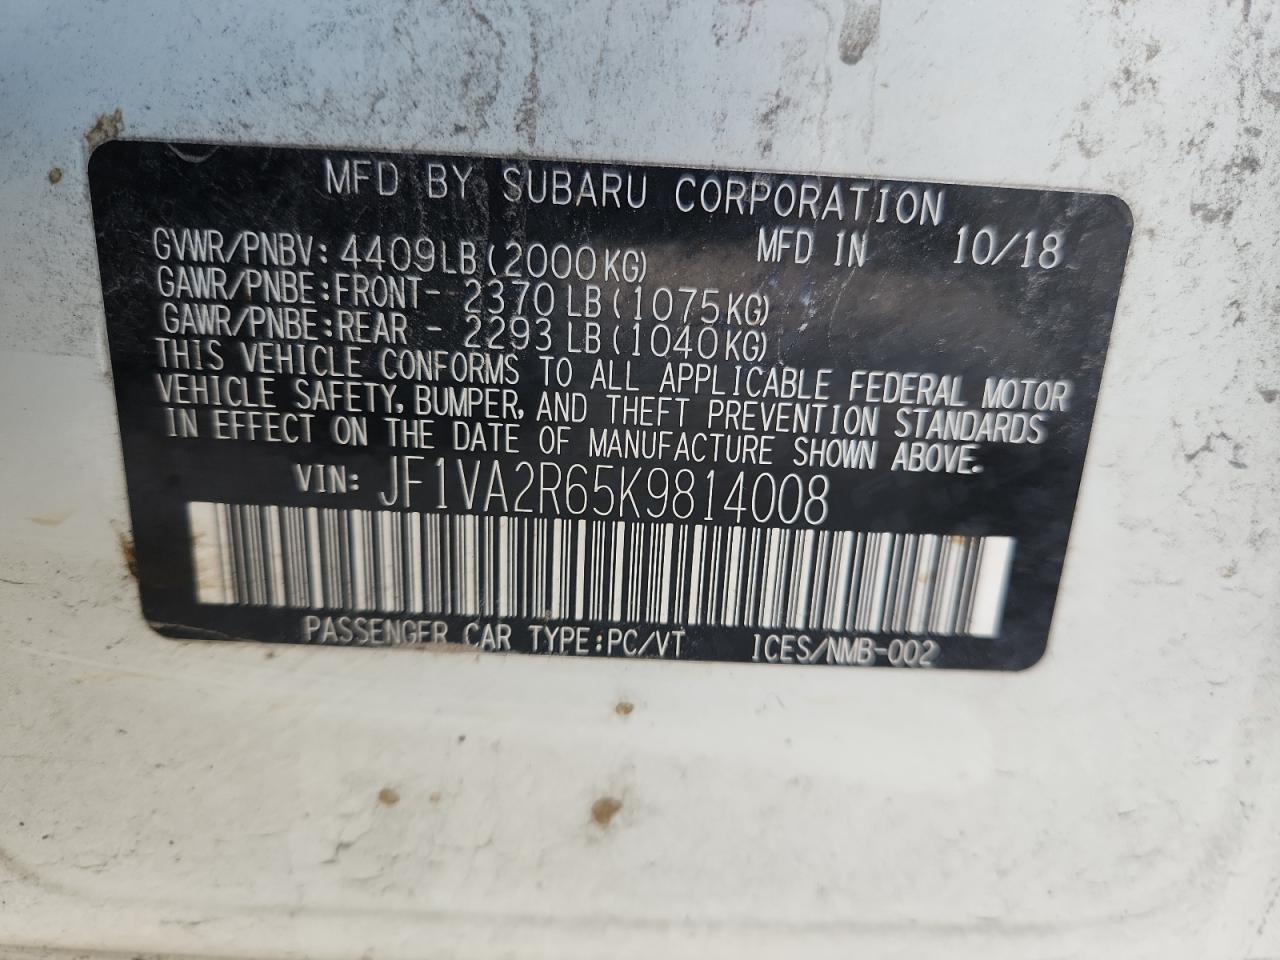 MFD BY SUBARU CORPORATION
GVWR/PNBV: 4409LB(2000KG) MFD IN 10/18
GAWR/PNBE:FRONT- 2370 LB(1075KG)
GAWR/PNBE:REAR - 2293 LB(1040KG)
THIS VEHICLE CONFORMS TO ALL APPLICABLE FEDERAL MOTOR
VEHICLE SAFETY, BUMPER, AND THEFT PREVENTION STANDARDS
IN EFFECT ON THE DATE OF MANUFACTURE SHOWN ABOVE.
VIN: JF1VA2R65K9814008
PASSENGER CAR TYPE:PC/VT ICES/NMB-002